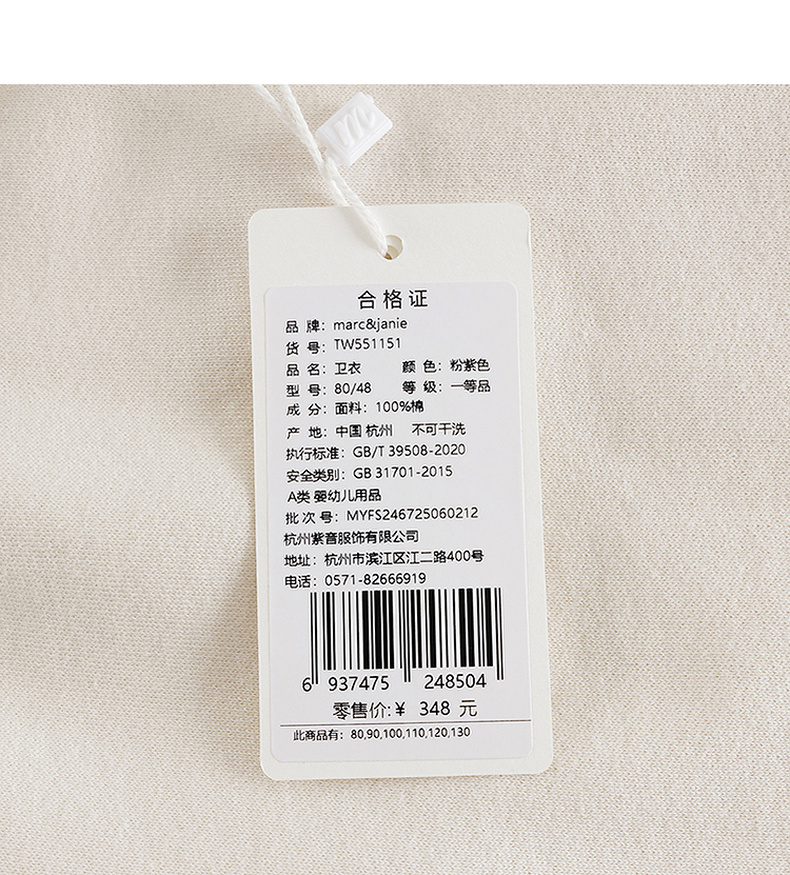 合格证
品 牌：marc&janie
货 号：TW551151
品 名：卫衣 颜 色：粉紫色
型 号：80/48 等 级：一等品
成 分：面料：100%棉
产 地：中国 杭州 不可干洗
执行标准：GB/T 39508-2020
安全类别：GB 31701-2015
A类 婴幼儿用品
批 次 号：MYFS246725060212
杭州紫音服饰有限公司
地址：杭州市滨江区江二路400号
电话：0571-82666919
6 937475 248504
零售价:￥ 348 元
此商品有：80,90,100,110,120,130